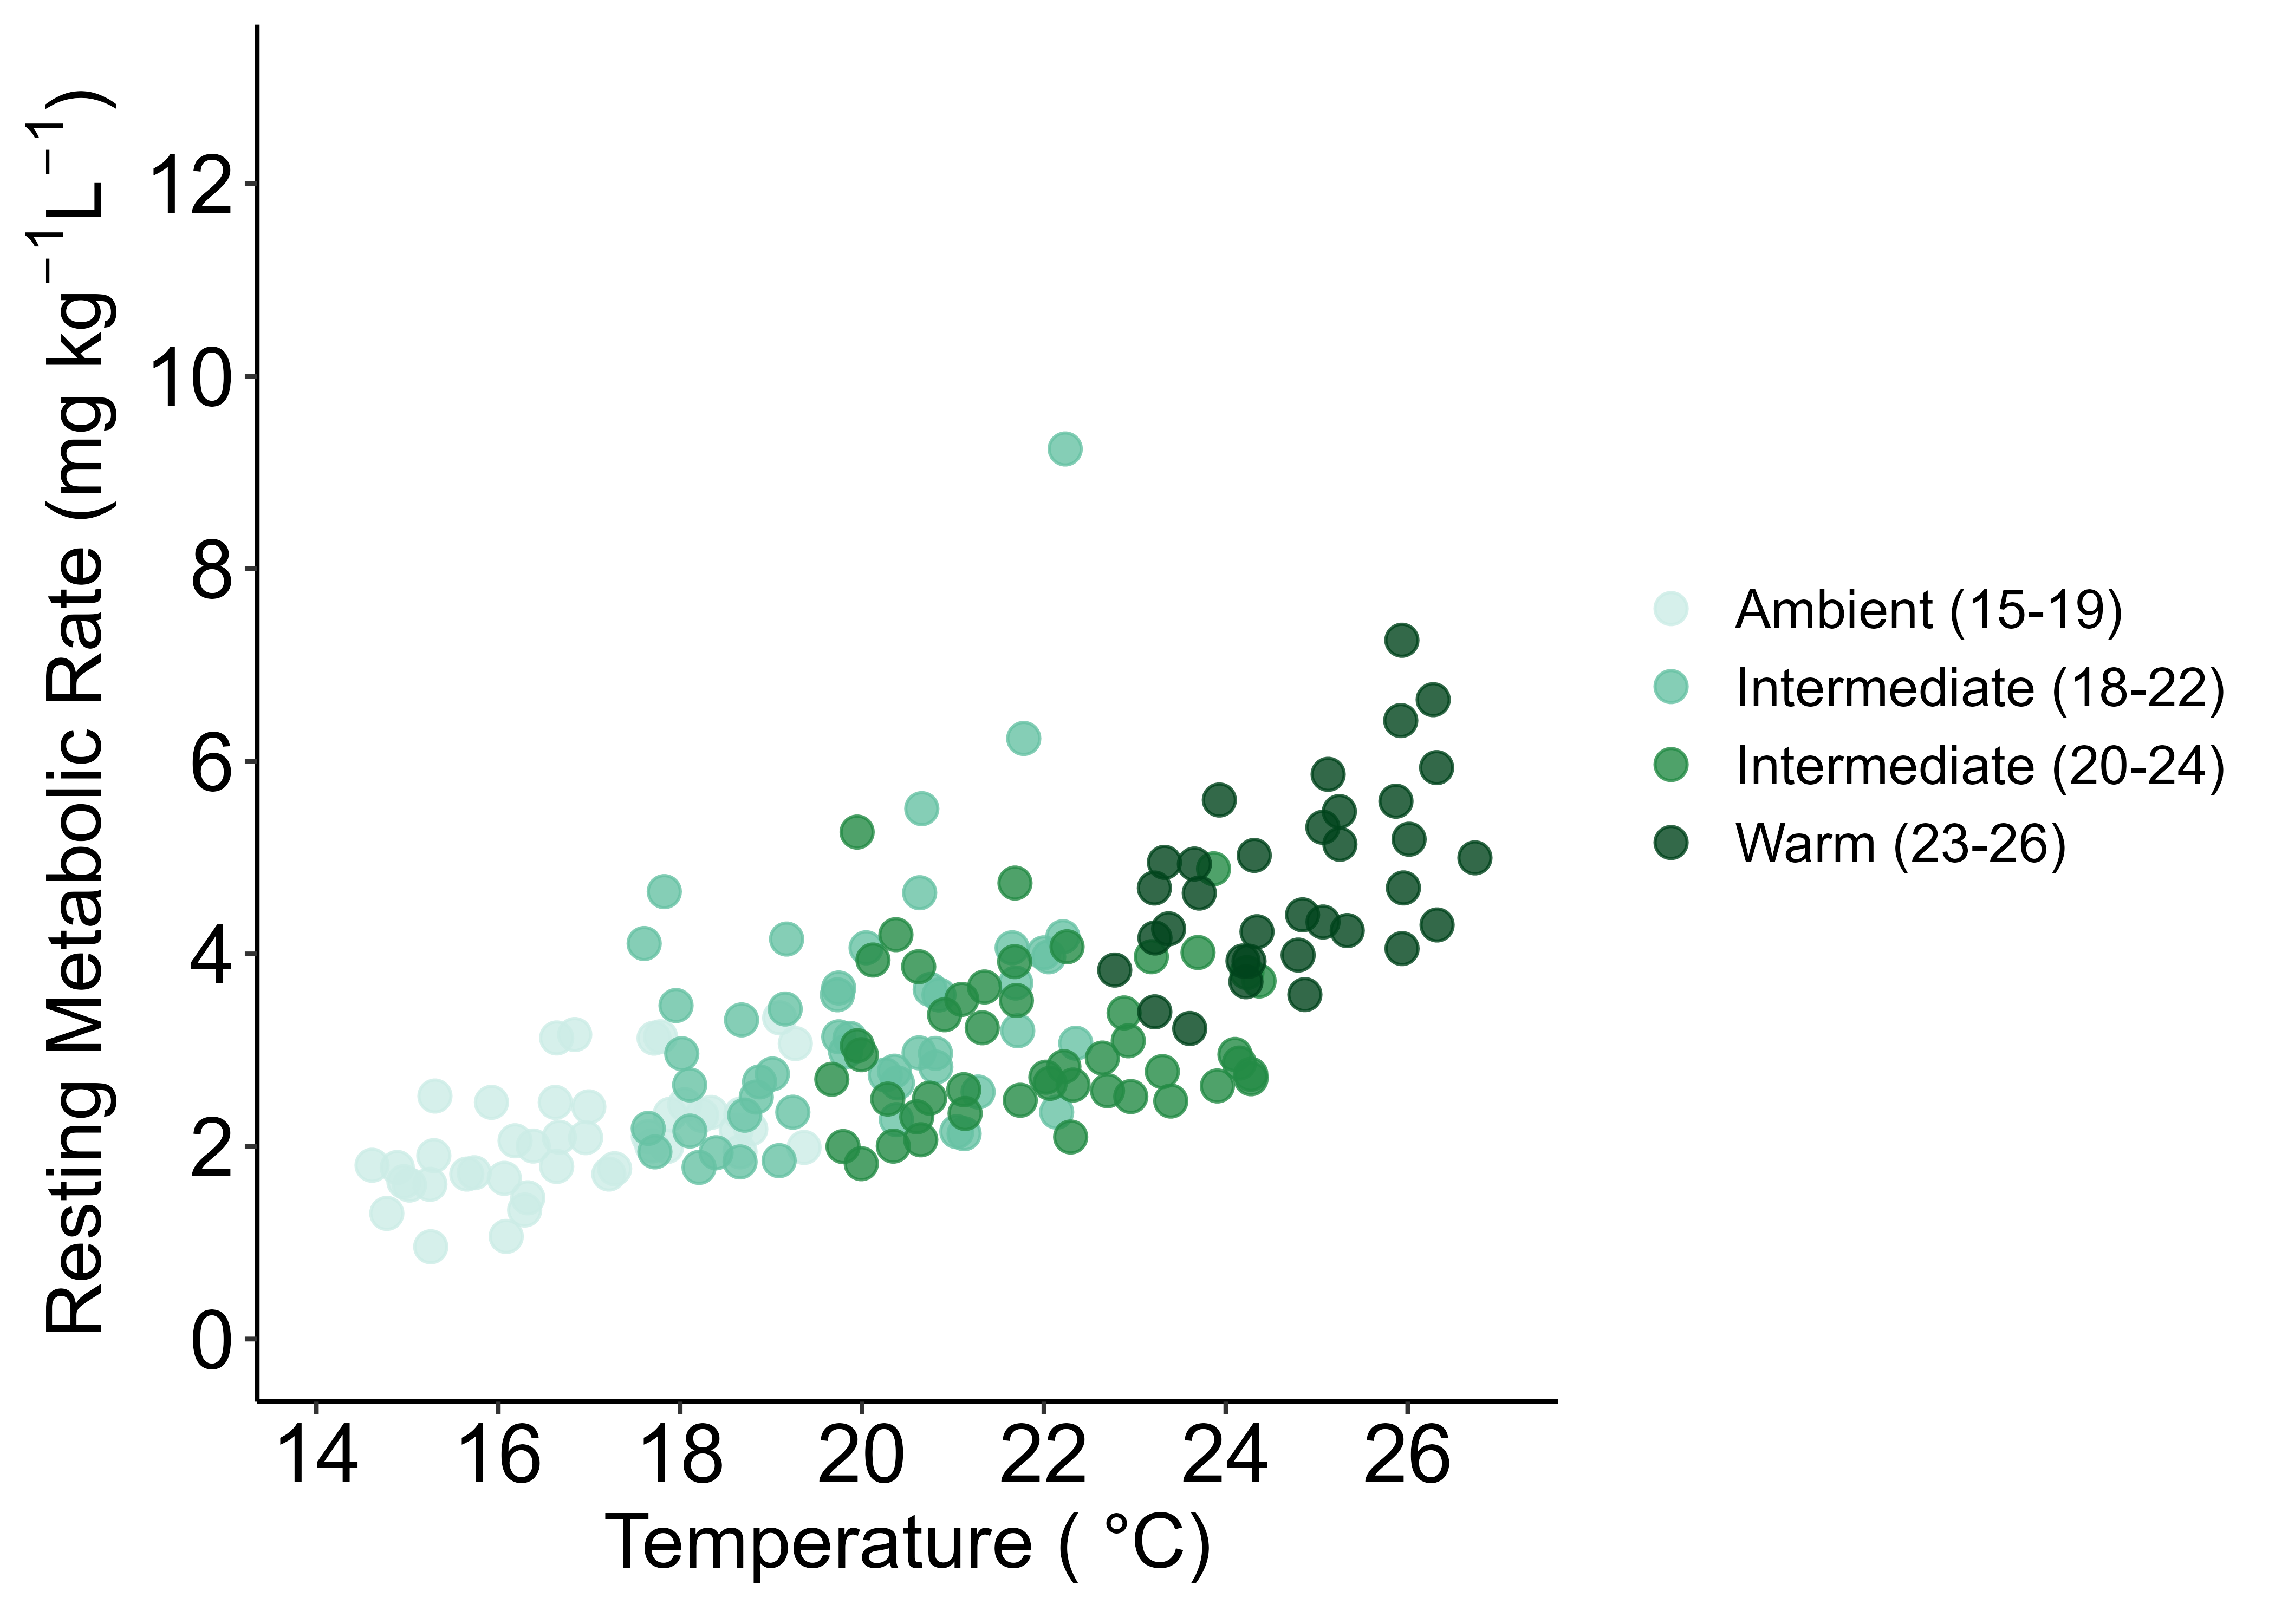 Resting Metabolic Rate (mg kg⁻¹L⁻¹)
12
10
8
6
4
2
0
14 16 18 20 22 24 26
Temperature ( °C)
Ambient (15-19)
Intermediate (18-22)
Intermediate (20-24)
Warm (23-26)